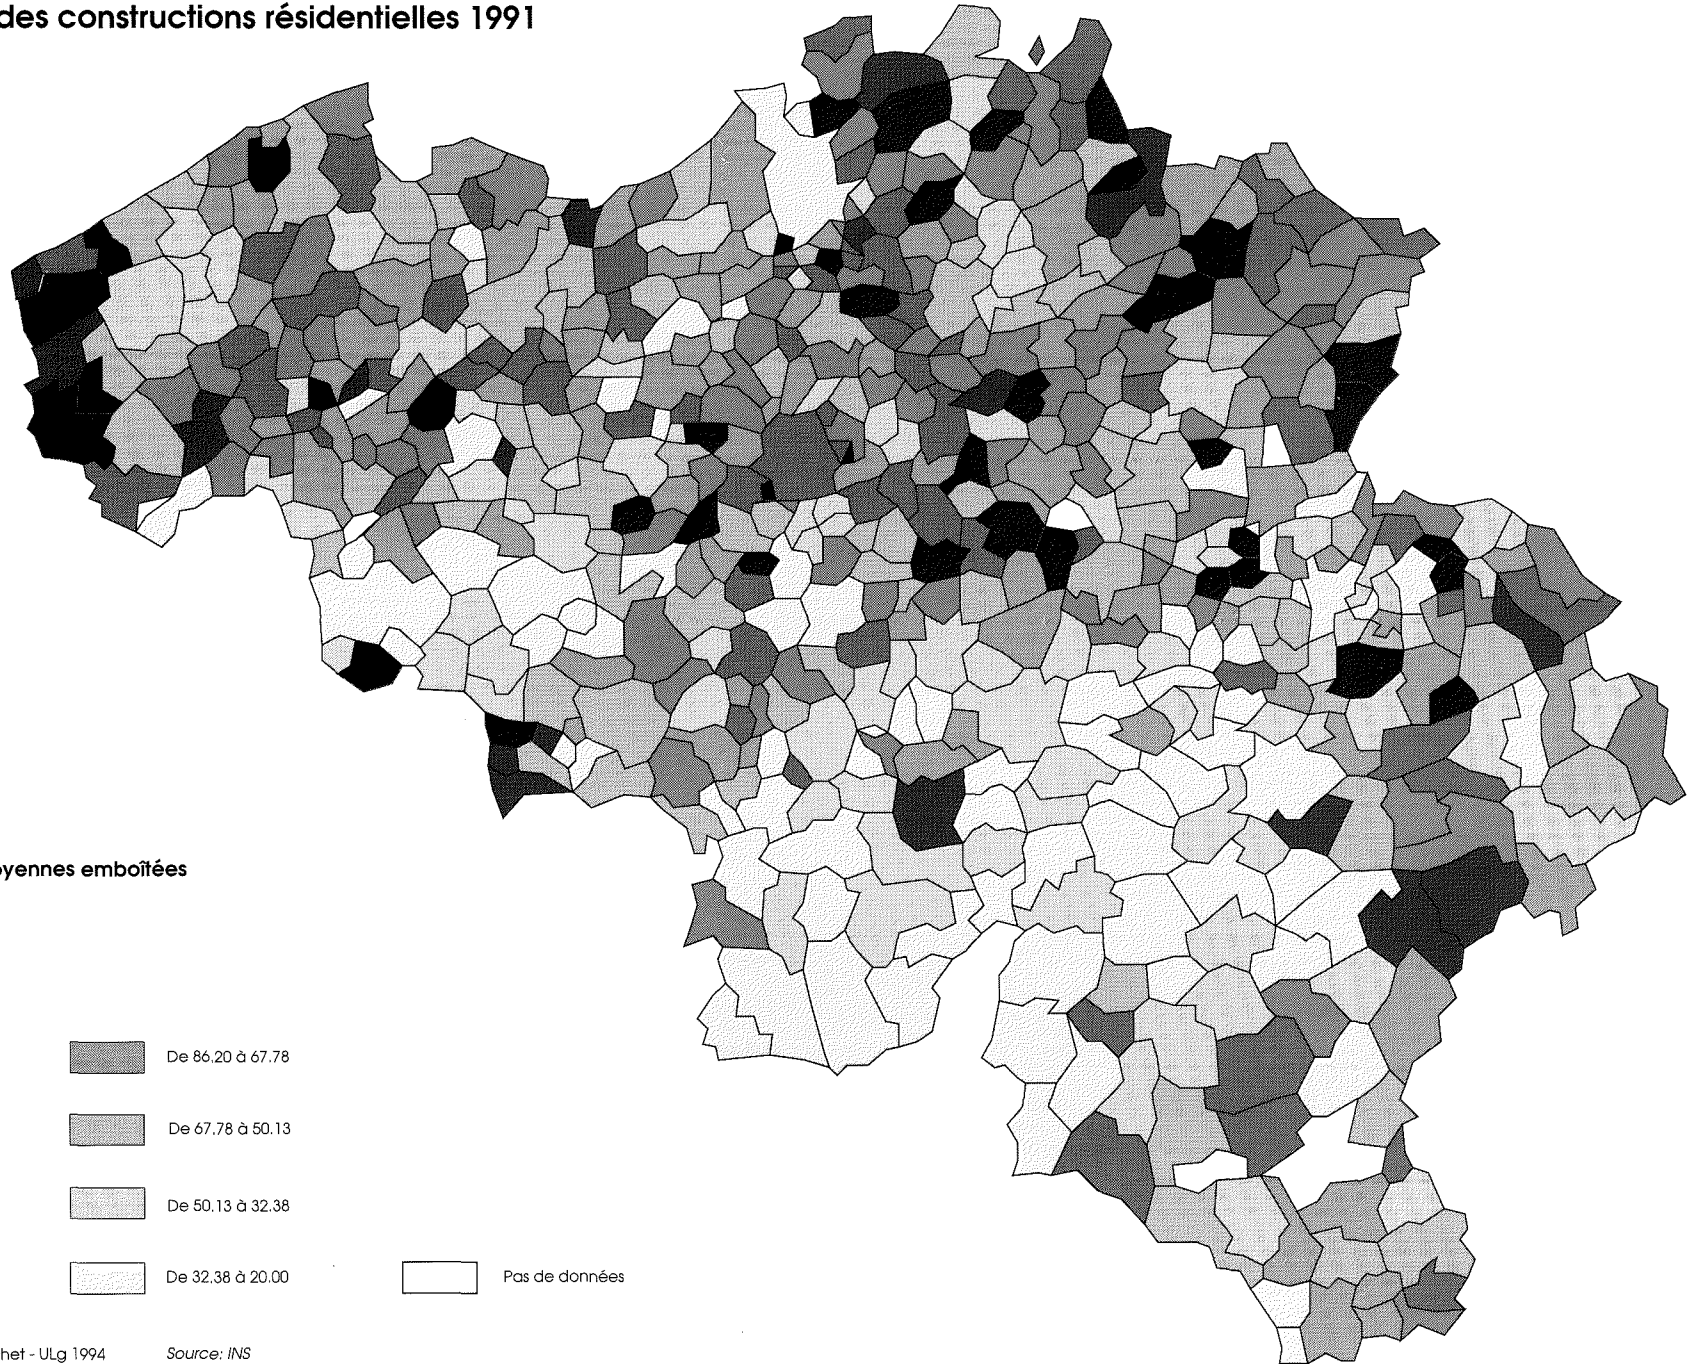 des constructions résidentielles 1991
oyennes emboîtées
De 86.20 à 67.78
De 67.78 à 50.13
De 50.13 à 32.38
De 32.38 à 20.00
Pas de données
het - ULg 1994 Source: INS